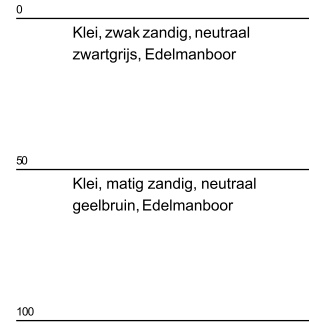 0
Klei, zwak zandig, neutraal
zwartgrijs, Edelmanboor
50
Klei, matig zandig, neutraal
geelbruin, Edelmanboor
100